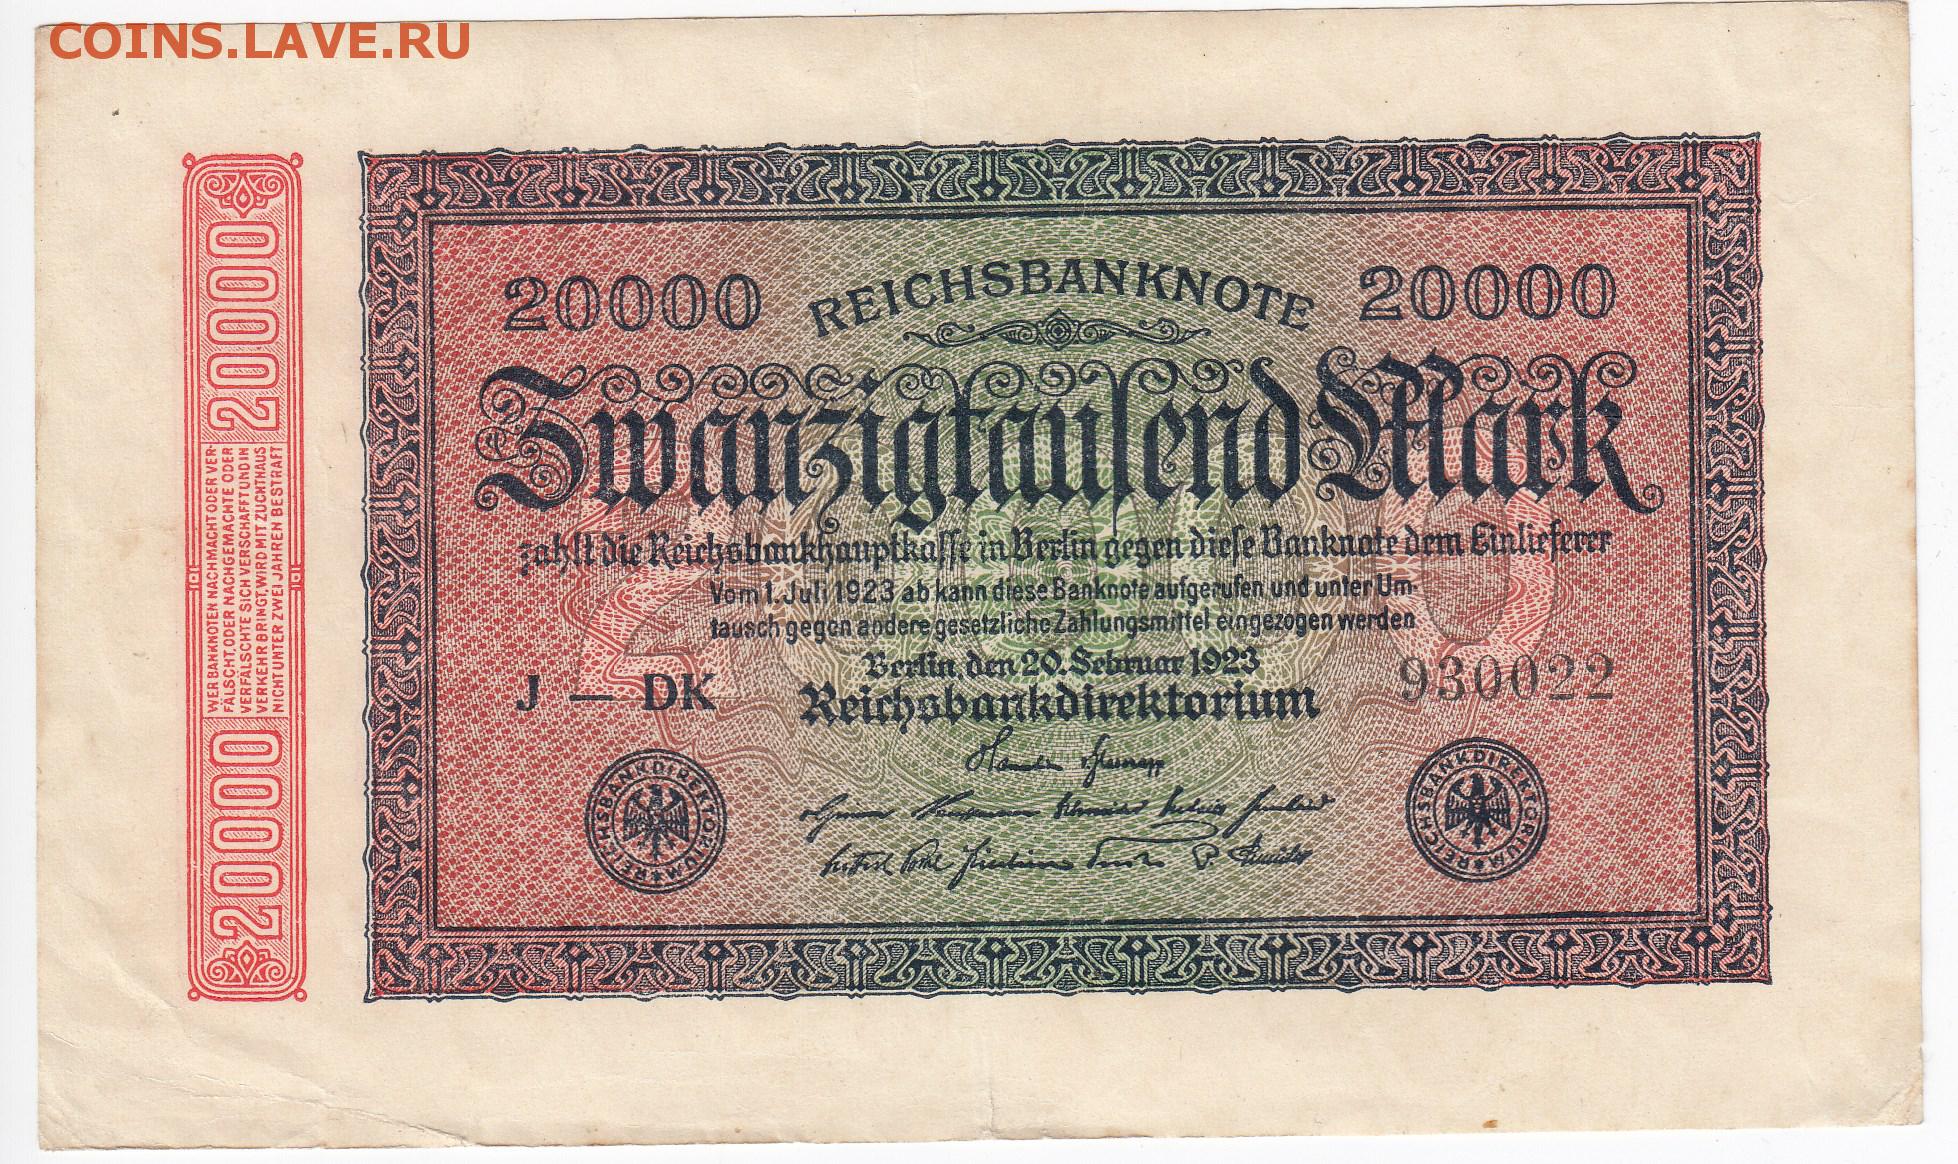 COINS.LAVE.RU
20000
REICHSBANKNOTE
20000
Zwanzigtausend Mark
zahlt die Reichsbankhauptkasse in Berlin gegen diese Banknote dem Einlieferer
Vom 1. Juli 1923 ab kann diese Banknote aufgerufen und unter Um-
tausch gegen andere gesetzliche Zahlungsmittel eingezogen werden
Berlin, den 20. Februar 1923
J — DK
Reichsbankdirektorium
930022
REICHSBANKDIREKTORIUM
REICHSBANKDIREKTORIUM
20000
WER BANKNOTEN NACHMACHT ODER VER-
FÄLSCHT, ODER NACHGEMACHTE ODER
VERFÄLSCHTE SICH VERSCHAFFT UND IN
VERKEHR BRINGT, WIRD MIT ZUCHTHAUS
NICHT UNTER ZWEI JAHREN BESTRAFT
20000